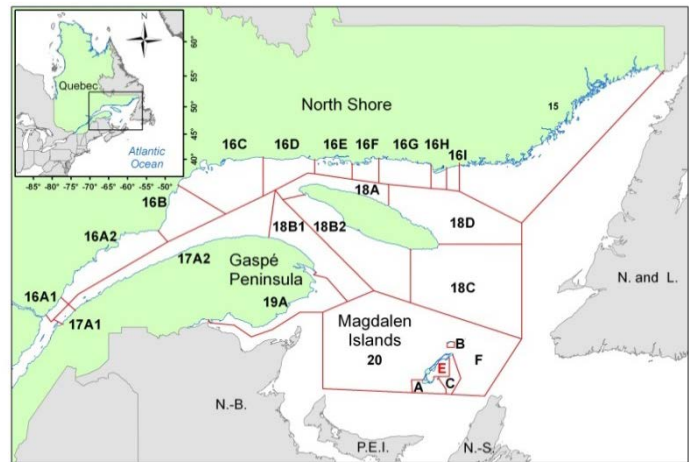 N
60°
55°
50°
45°
40°
Quebec
Atlantic
Ocean
-85° -80° -75° -70° -65° -60° -55° -50°
North Shore
15
16C 16D 16E 16F 16G 16H
16I
16B
18A
16A2
18B1 18B2
18D
17A2
Gaspé
Peninsula
16A1
19A
18C
N. and L.
17A1
Magdalen
Islands
20
B
F
E
A C
N.-B.
P.E.I.
N.-S.